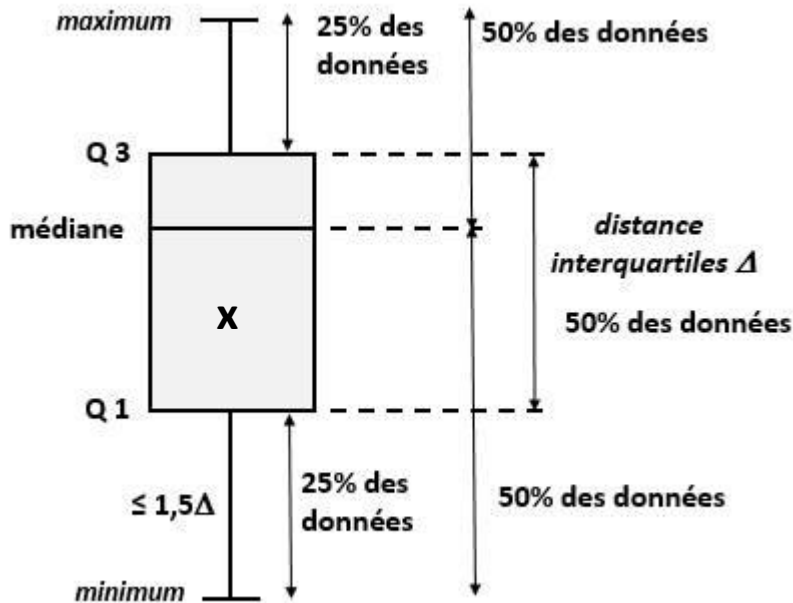 maximum
25% des
données
50% des données
Q 3
médiane
distance
interquartiles Δ
50% des données
x
Q 1
≤ 1,5Δ
25% des
données
50% des données
minimum